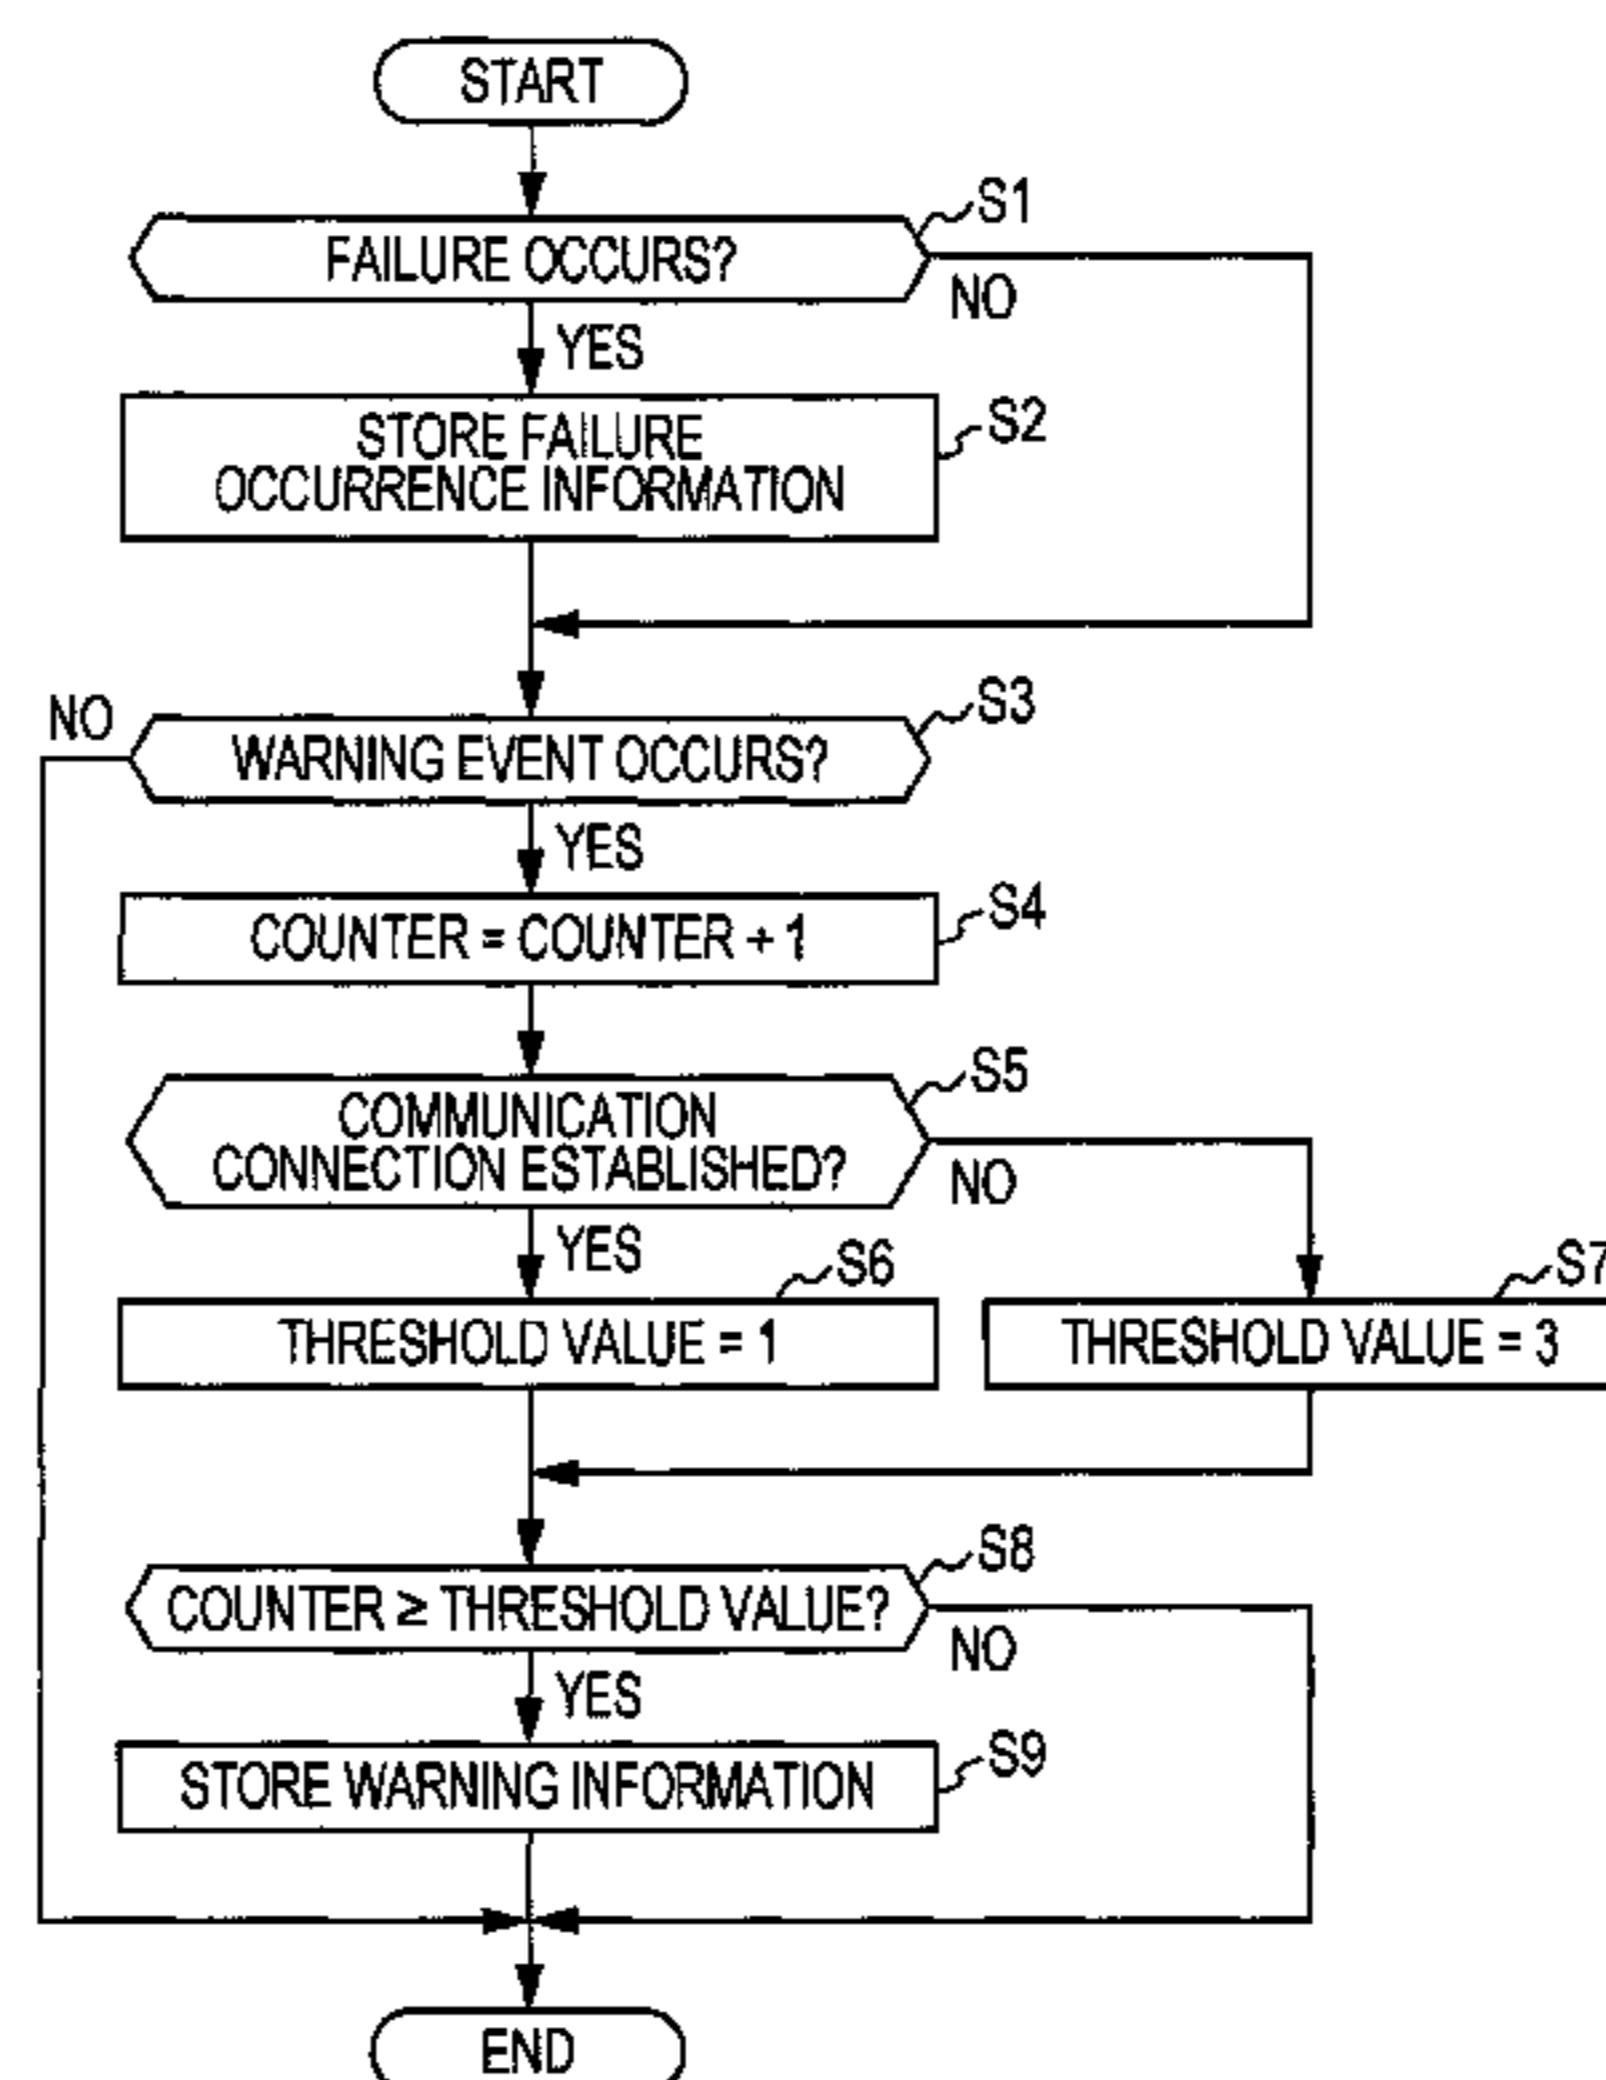 START
S1
FAILURE OCCURS?
NO
YES
S2
STORE FAILURE
OCCURRENCE INFORMATION
NO
S3
WARNING EVENT OCCURS?
YES
S4
COUNTER = COUNTER + 1
S5
COMMUNICATION
CONNECTION ESTABLISHED?
NO
YES
S6
S7
THRESHOLD VALUE = 1
THRESHOLD VALUE = 3
S8
COUNTER ≥ THRESHOLD VALUE?
NO
YES
S9
STORE WARNING INFORMATION
END